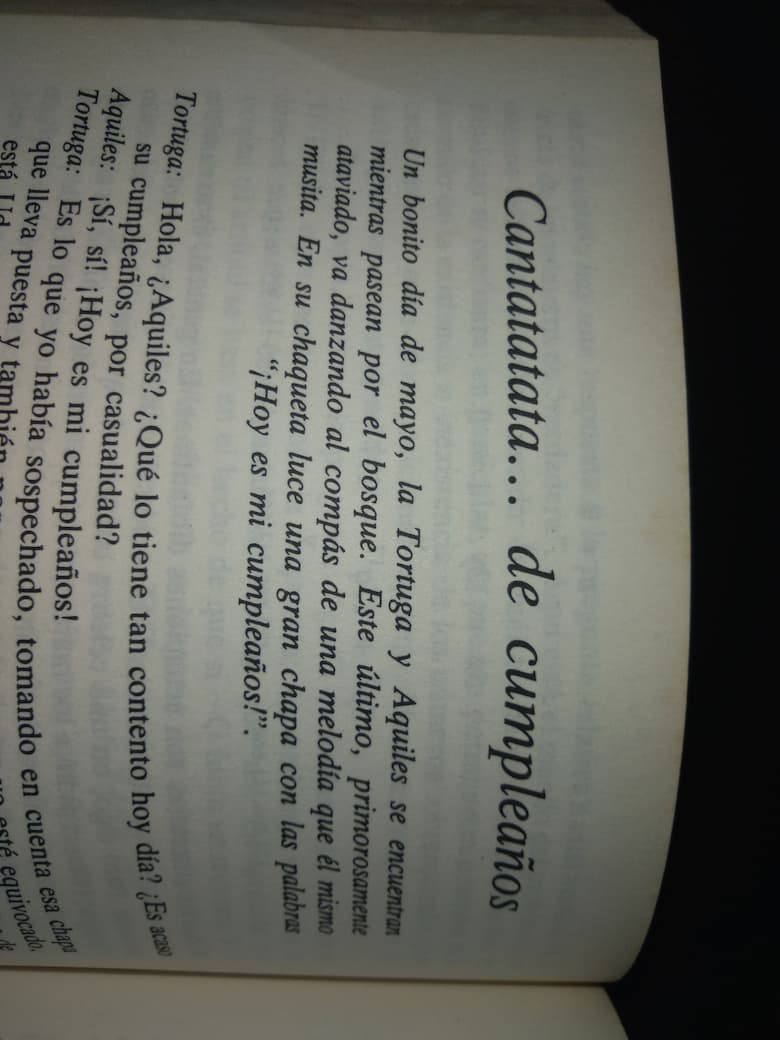 Cantatatata... de cumpleaños
Un bonito día de mayo, la Tortuga y Aquiles se encuentran
mientras pasean por el bosque. Este último, primorosamente
ataviado, va danzando al compás de una melodía que él mismo
musita. En su chaqueta luce una gran chapa con las palabras
“¡Hoy es mi cumpleaños!”.
Tortuga: Hola, ¿Aquiles? ¿Qué lo tiene tan contento hoy día? ¿Es acaso
su cumpleaños, por casualidad?
Aquiles: ¡Sí, sí! ¡Hoy es mi cumpleaños!
Tortuga: Es lo que yo había sospechado, tomando en cuenta esa chapa
que lleva puesta y también esté equivocado,
está Ud de